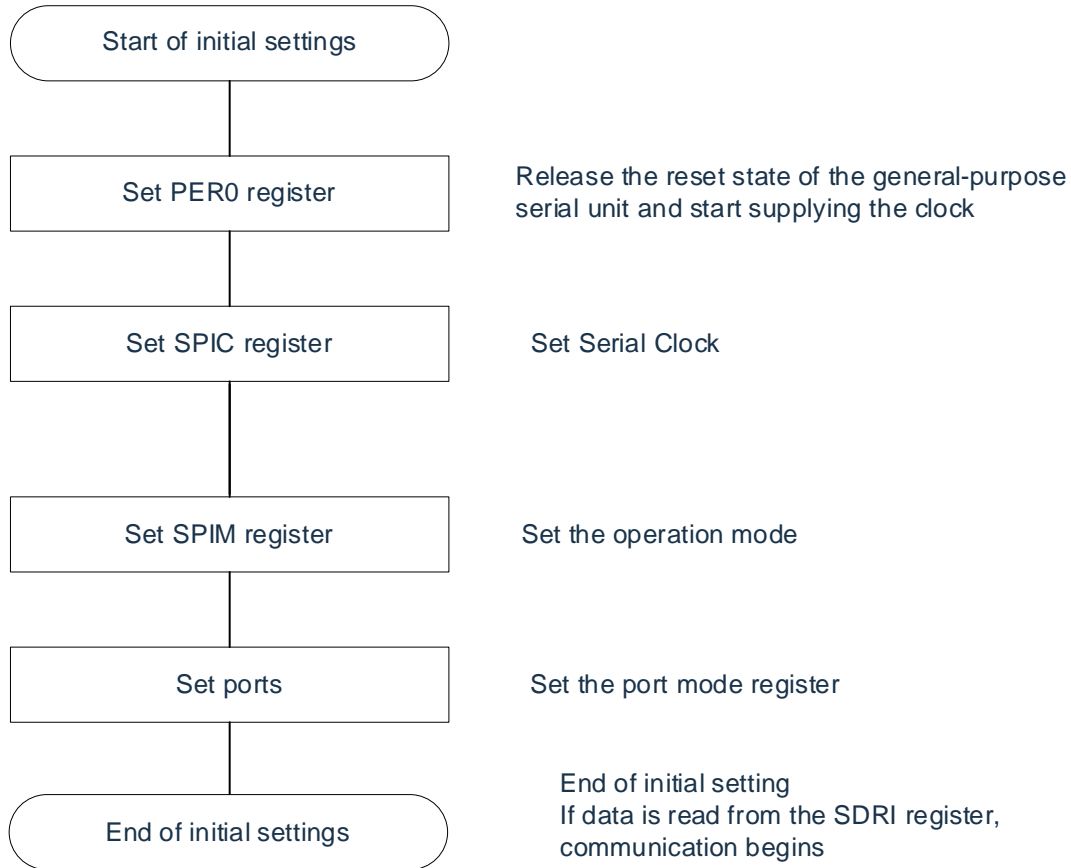 Start of initial settings
Set PER0 register
Release the reset state of the general-purpose
serial unit and start supplying the clock
Set SPIC register
Set Serial Clock
Set SPIM register
Set the operation mode
Set ports
Set the port mode register
End of initial settings
End of initial setting
If data is read from the SDRI register,
communication begins